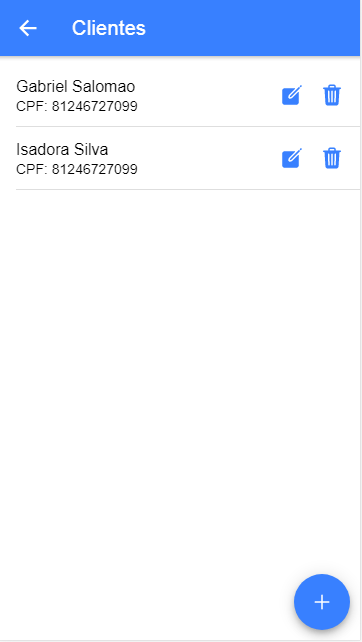 Clientes
Gabriel Salomao
CPF: 81246727099
Isadora Silva
CPF: 81246727099